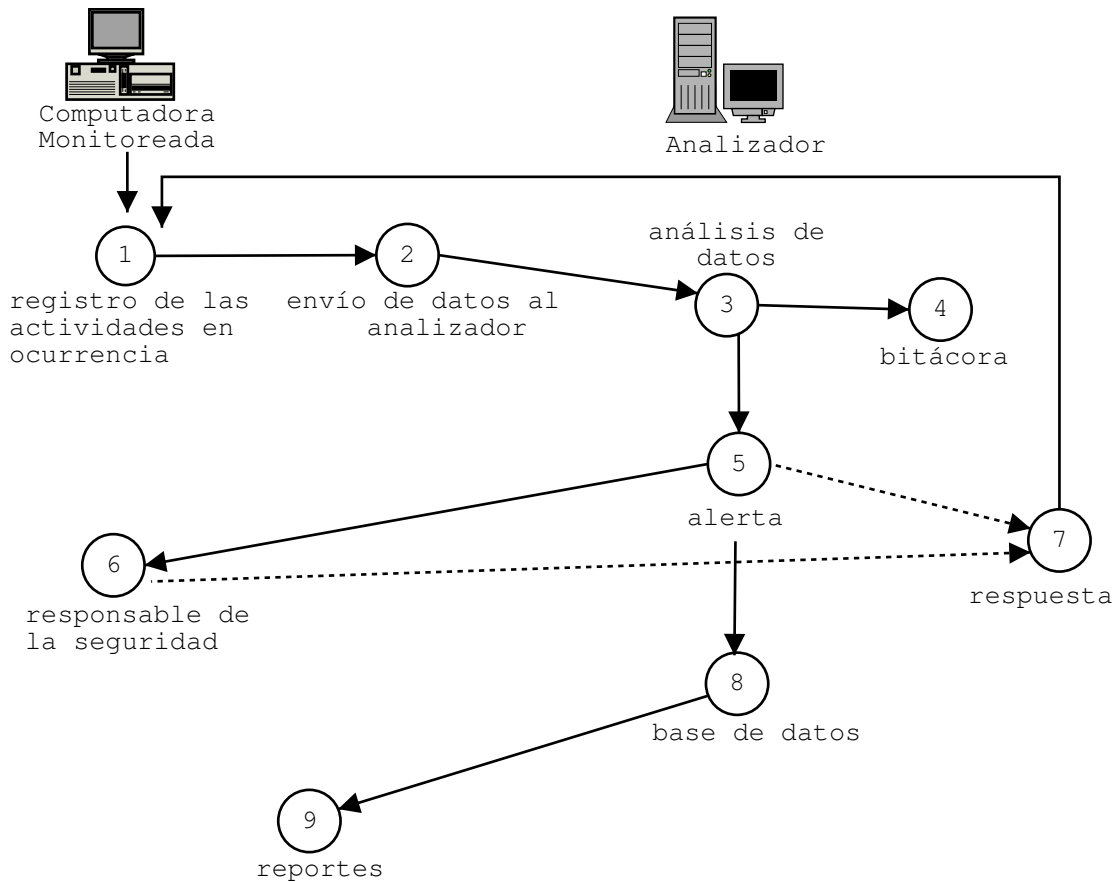 Computadora
Monitoreada
Analizador
1
registro de las
actividades en
ocurrencia
2
envío de datos al
analizador
análisis de
datos
3
4
bitácora
5
alerta
6
responsable de
la seguridad
7
respuesta
8
base de datos
9
reportes